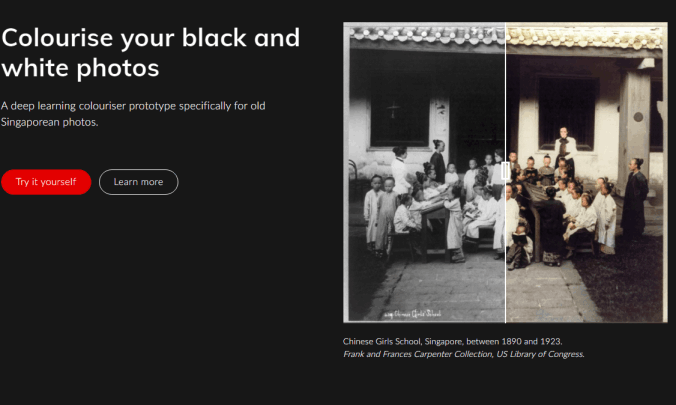 Colourise your black and
white photos
A deep learning colouriser prototype specifically for old
Singaporean photos.
Try it yourself
Learn more
Chinese Girls School, Singapore, between 1890 and 1923.
Frank and Frances Carpenter Collection, US Library of Congress.